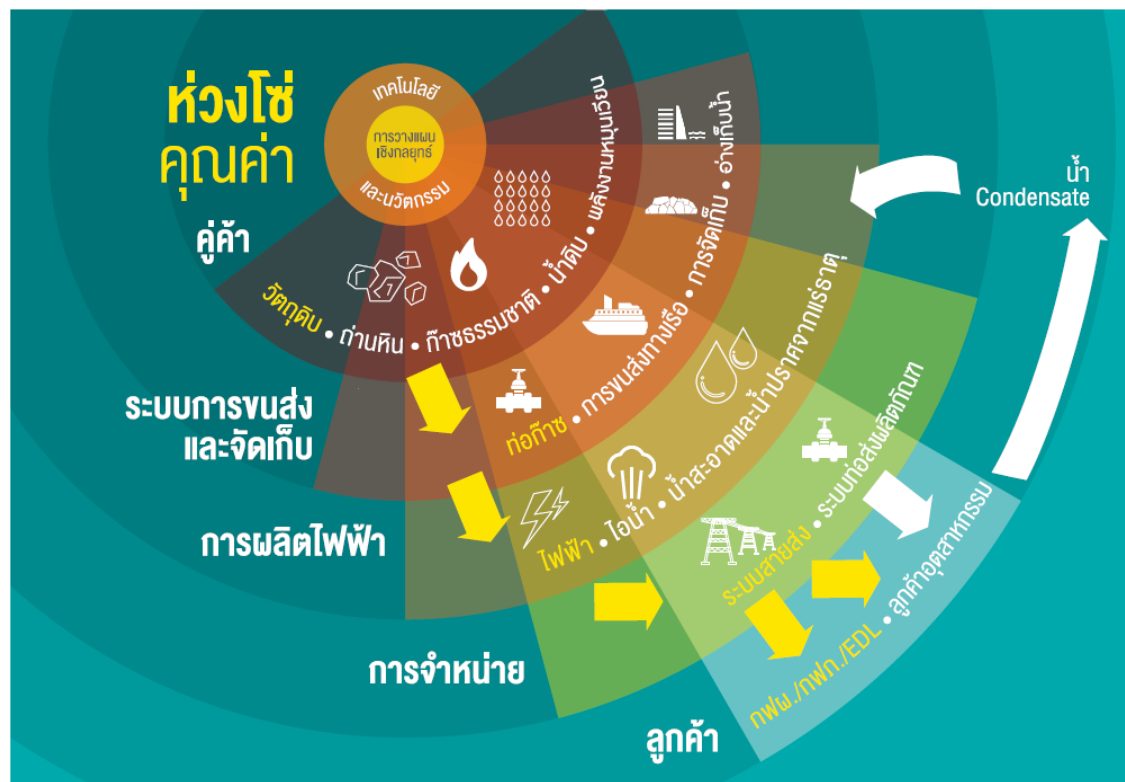 ห่วงโซ่
คุณค่า
เทคโนโลยี
การวางแผน
เชิงกลยุทธ์
และนวัตกรรม
คู่ค้า
วัตถุดิบ • ถ่านหิน • ก๊าซธรรมชาติ • น้ำดิบ • พลังงานหมุนเวียน
ระบบการขนส่ง
และจัดเก็บ
ท่อก๊าซ • การขนส่งทางเรือ • การจัดเก็บ • อ่างเก็บน้ำ
การผลิตไฟฟ้า
ไฟฟ้า • ไอน้ำ • น้ำสะอาดและน้ำปราศจากแร่ธาตุ
การจำหน่าย
ระบบสายส่ง • ระบบท่อส่งผลิตภัณฑ์
ลูกค้า
กฟผ./กฟภ./EDL • ลูกค้าอุตสาหกรรม
น้ำ
Condensate